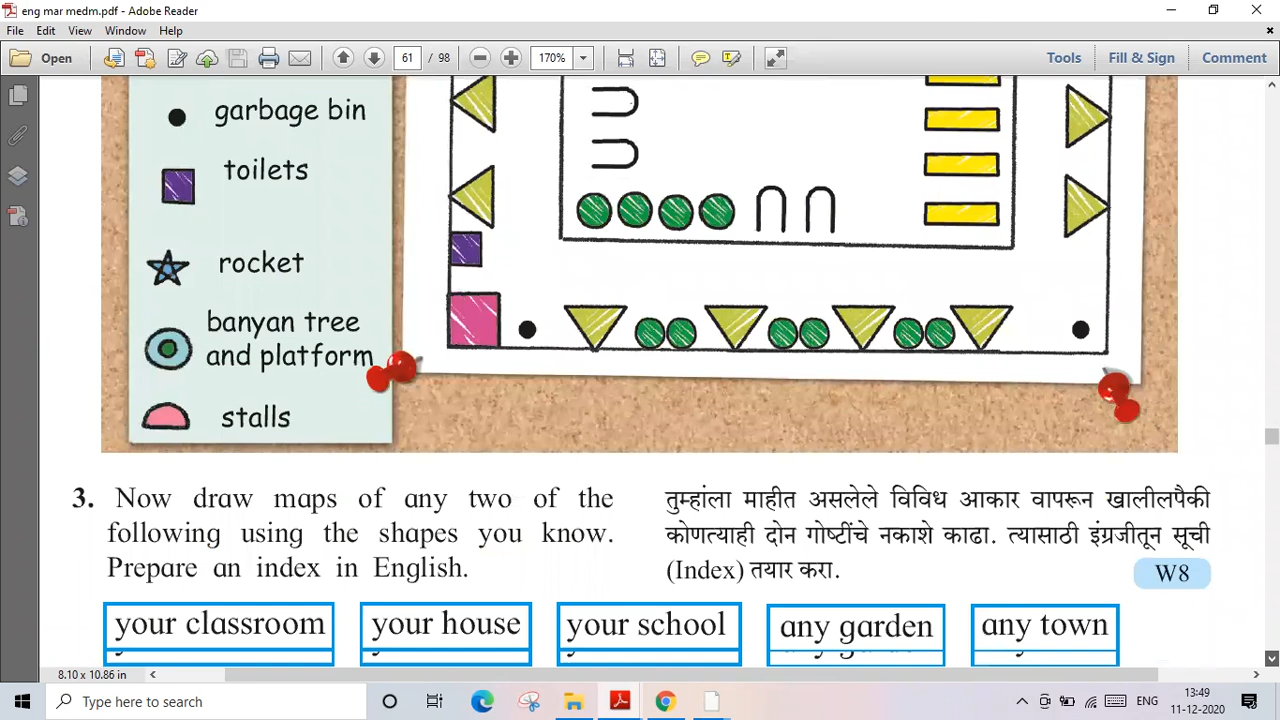 eng mar medm.pdf - Adobe Reader
File Edit View Window Help
Open 61 / 98 170% Tools Fill & Sign Comment
garbage bin
toilets
rocket
banyan tree
and platform
stalls
3. Now draw maps of any two of the
following using the shapes you know.
Prepare an index in English.
तुम्हांला माहीत असलेले विविध आकार वापरून खालीलपैकी
कोणत्याही दोन गोष्टींचे नकाशे काढा. त्यासाठी इंग्रजीतून सूची
(Index) तयार करा.
W8
your classroom your house your school any garden any town
8.10 x 10.86 in
Type here to search
ENG
13:49
11-12-2020